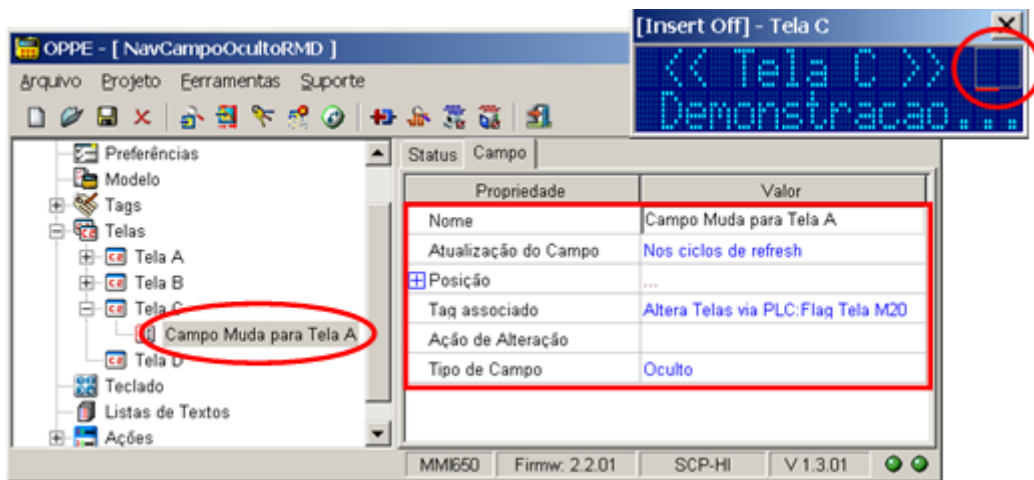 [Insert Off] - Tela C
<< Tela C >>
Demonstracao...
OPPE - [ NavCampoOcultoRMD ]
Arquivo Projeto Ferramentas Suporte
Preferências
Modelo
Tags
Telas
Tela A
Tela B
Tela C
Campo Muda para Tela A
Tela D
Teclado
Listas de Textos
Ações
Status Campo
Propriedade Valor
Nome Campo Muda para Tela A
Atualização do Campo Nos ciclos de refresh
Posição ...
Tag associado Altera Telas via PLC:Flag Tela M20
Ação de Alteração
Tipo de Campo Oculto
MMI650 Firmw: 2.2.01 SCP-HI V 1.3.01